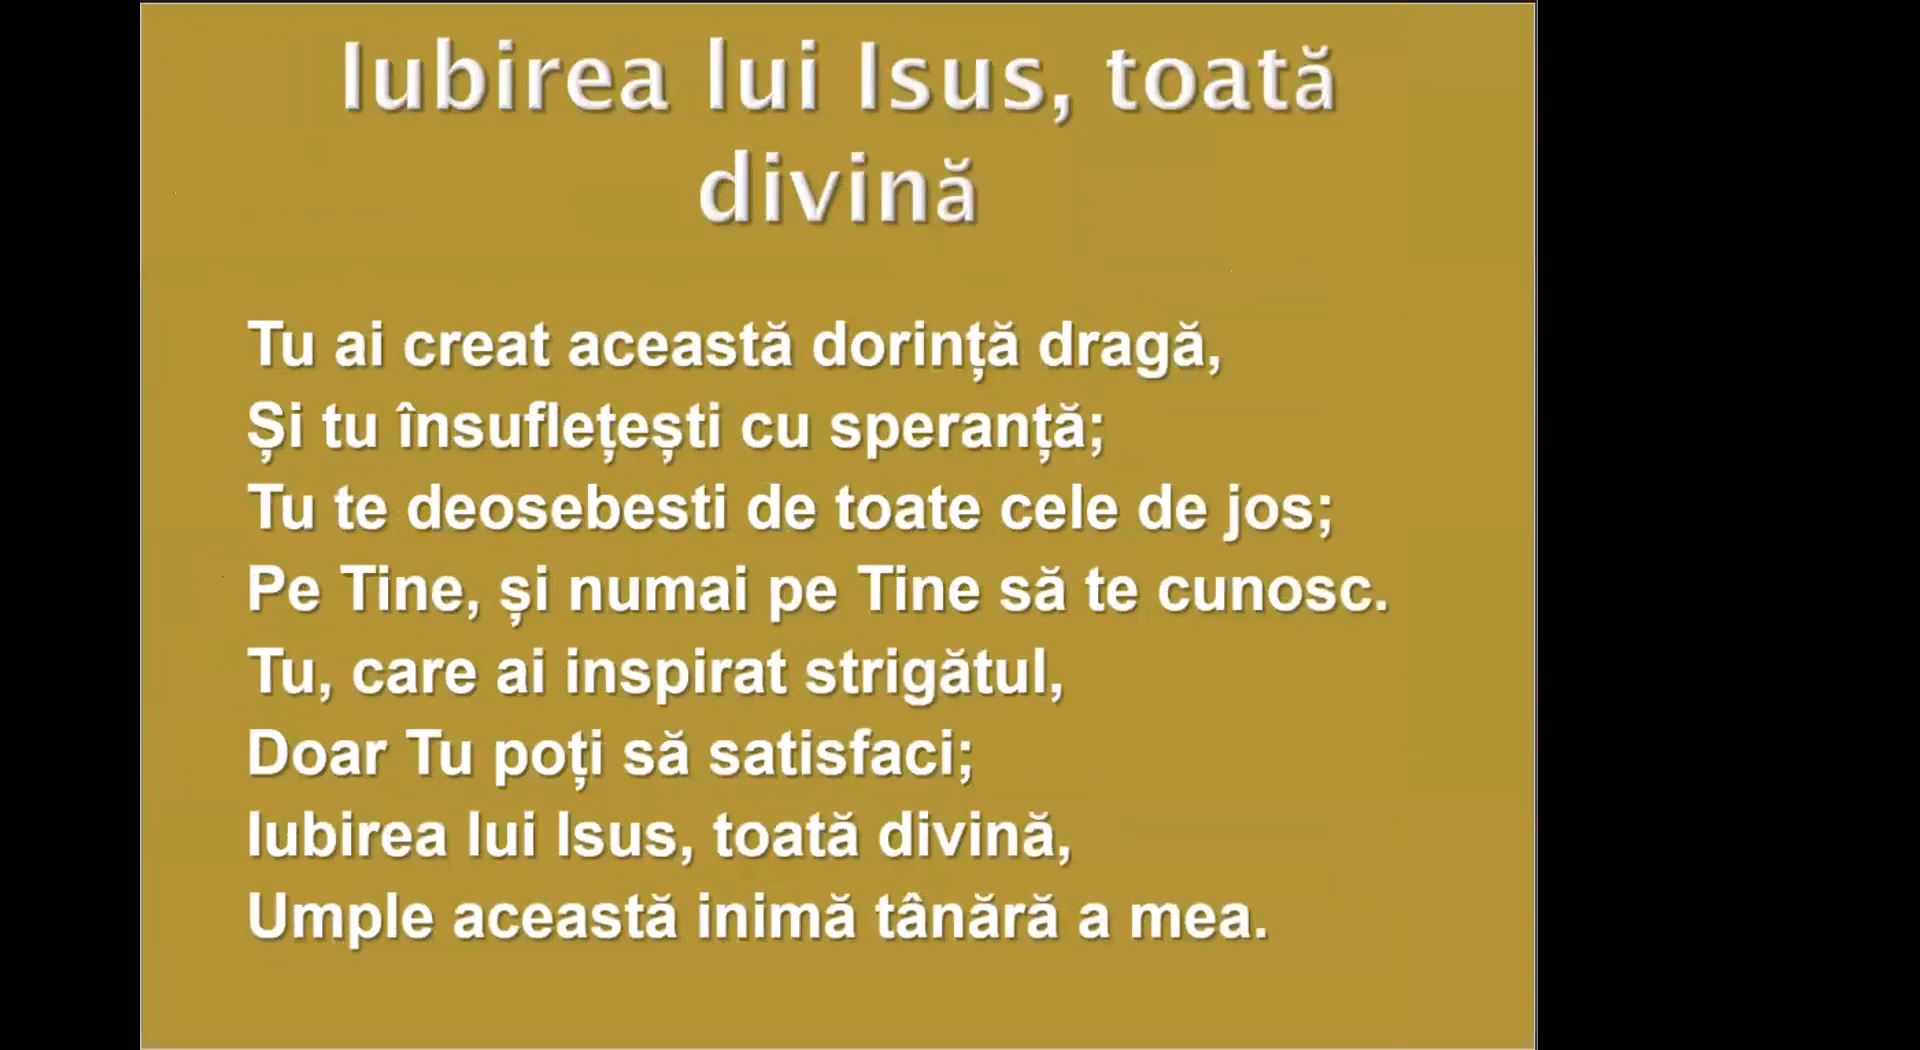 Iubirea lui Isus, toată
divină
Tu ai creat această dorință dragă,
Și tu însuflețești cu speranță;
Tu te deosebesti de toate cele de jos;
Pe Tine, și numai pe Tine să te cunosc.
Tu, care ai inspirat strigătul,
Doar Tu poți să satisfaci;
Iubirea lui Isus, toată divină,
Umple această inimă tânără a mea.